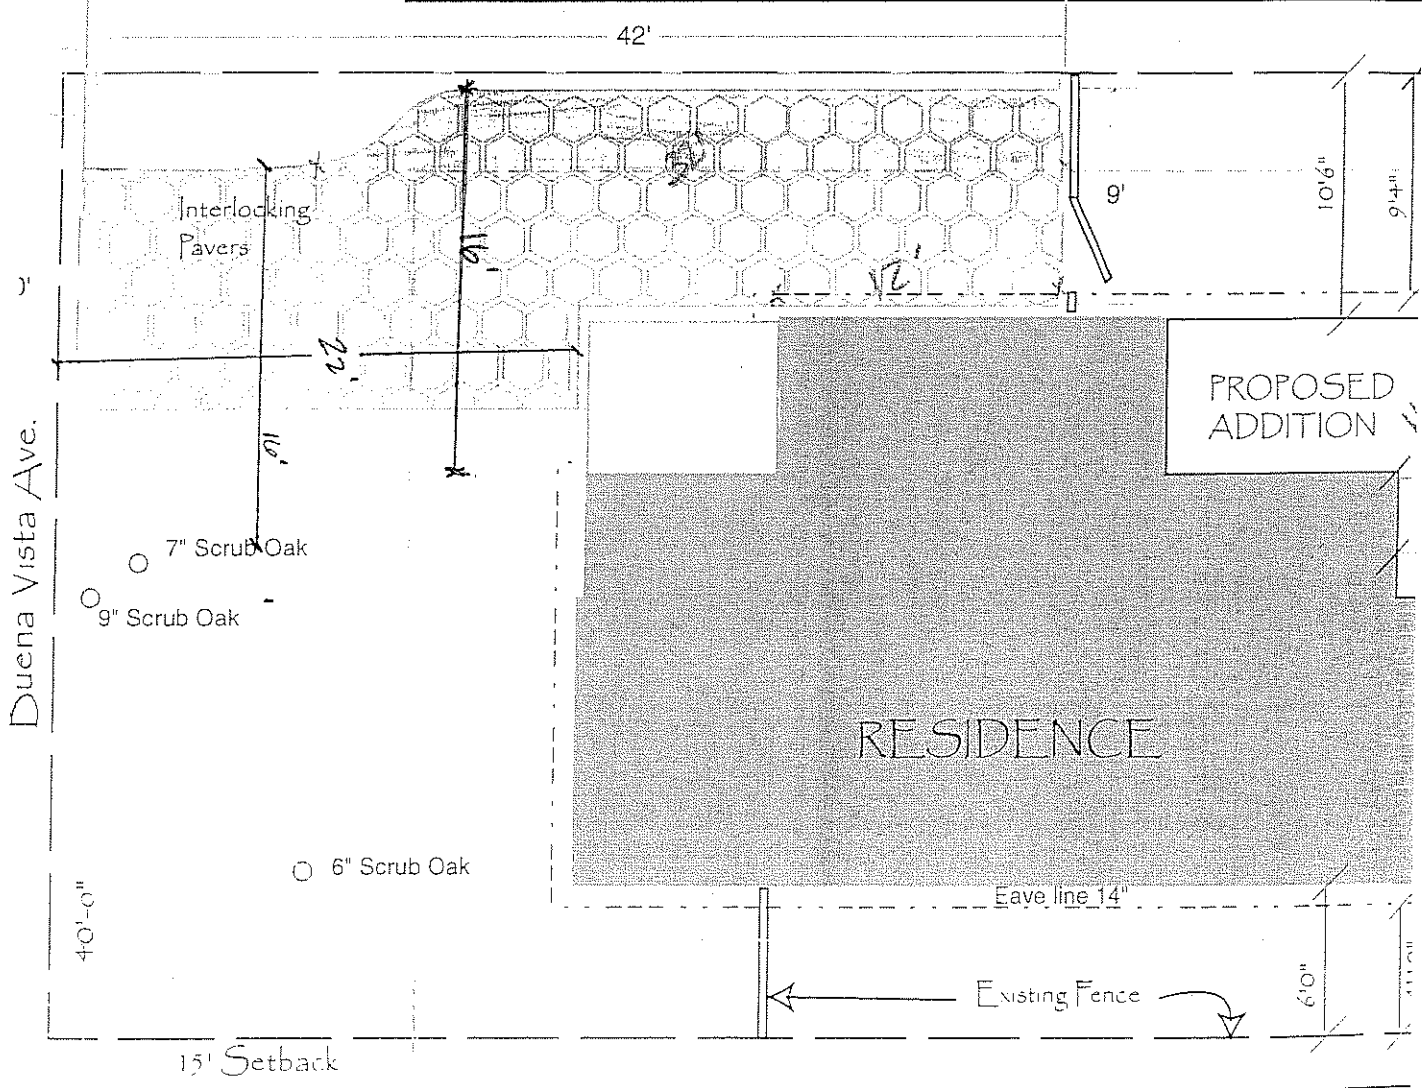 42'
Interlocking
Pavers
16'
9'
10'6"
9'4"
12'
22'
16'
PROPOSED
ADDITION
Duena Vista Ave.
7" Scrub Oak
9" Scrub Oak
RESIDENCE
6" Scrub Oak
Eave line 14"
40'-0"
Existing Fence
6'0"
15' Setback